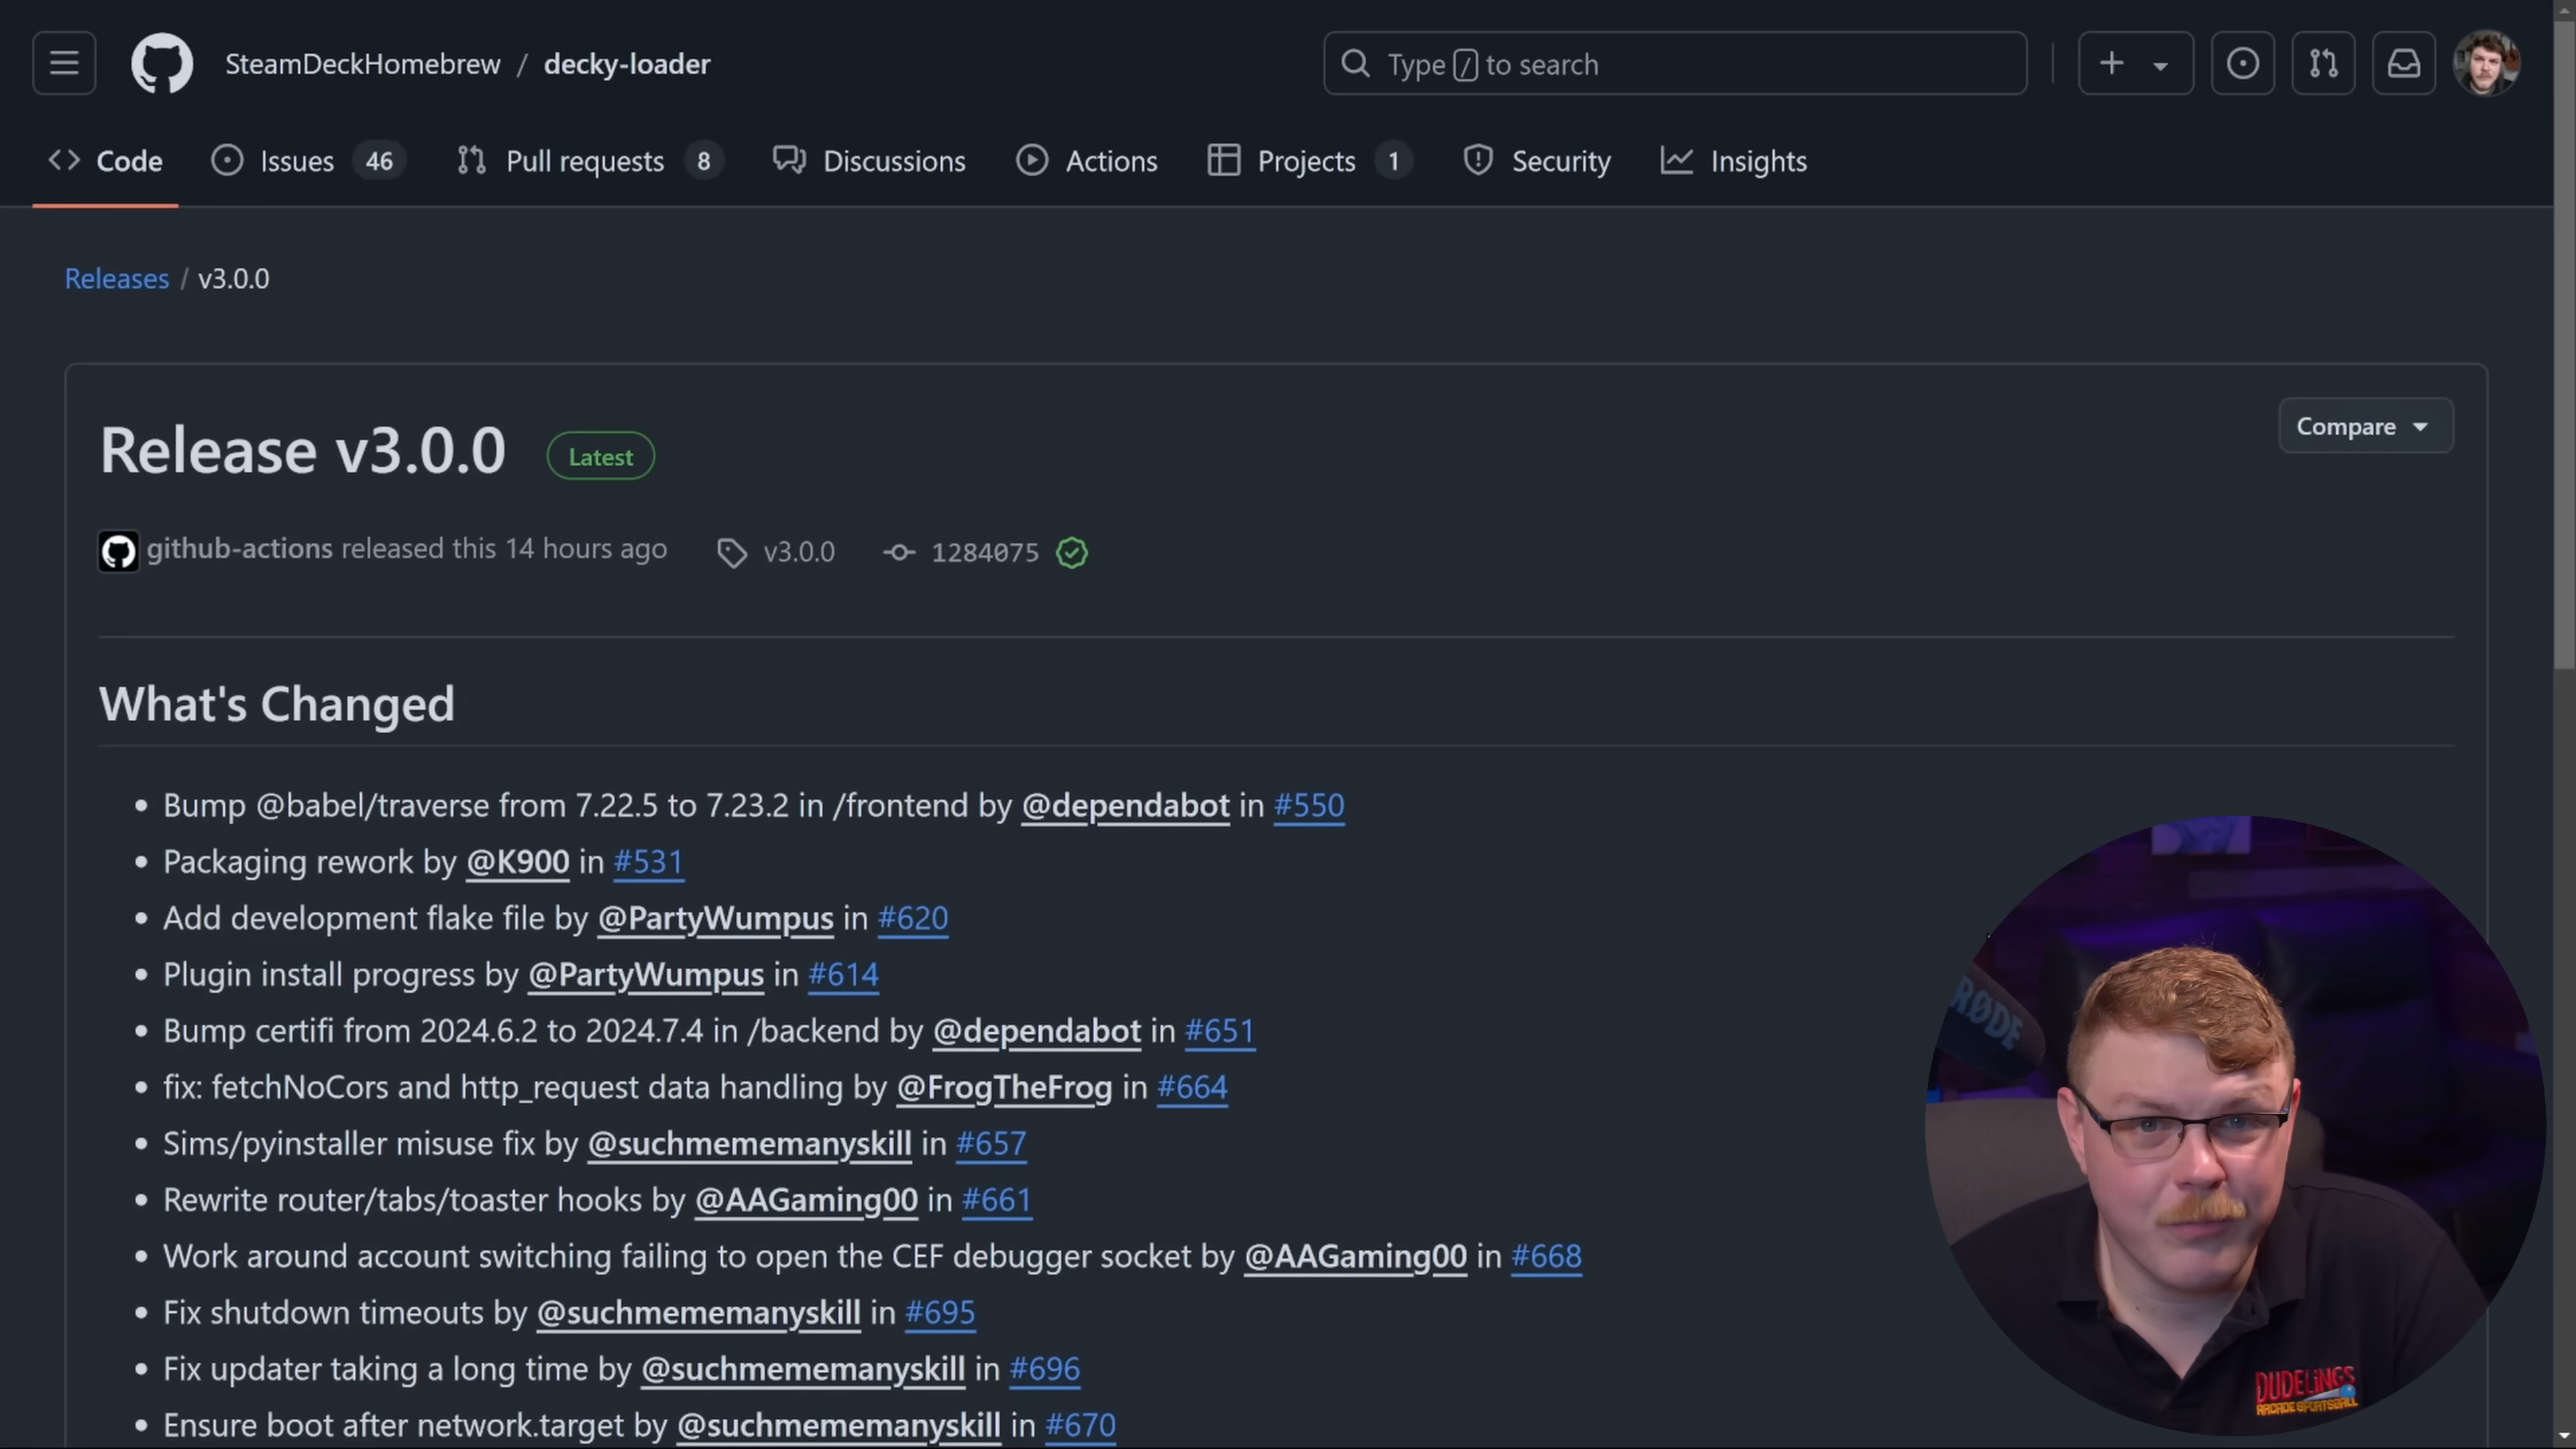 SteamDeckHomebrew / decky-loader
Type / to search
Code
Issues 46
Pull requests 8
Discussions
Actions
Projects 1
Security
Insights
Releases / v3.0.0
Release v3.0.0 Latest
Compare
github-actions released this 14 hours ago v3.0.0 1284075
What's Changed
• Bump @babel/traverse from 7.22.5 to 7.23.2 in /frontend by @dependabot in #550
• Packaging rework by @K900 in #531
• Add development flake file by @PartyWumpus in #620
• Plugin install progress by @PartyWumpus in #614
• Bump certifi from 2024.6.2 to 2024.7.4 in /backend by @dependabot in #651
• fix: fetchNoCors and http_request data handling by @FrogTheFrog in #664
• Sims/pyinstaller misuse fix by @suchmememanyskill in #657
• Rewrite router/tabs/toaster hooks by @AAGaming00 in #661
• Work around account switching failing to open the CEF debugger socket by @AAGaming00 in #668
• Fix shutdown timeouts by @suchmememanyskill in #695
• Fix updater taking a long time by @suchmememanyskill in #696
• Ensure boot after network.target by @suchmememanyskill in #670
RØDE
DUDELINGS
ARCADE SPORTSBALL